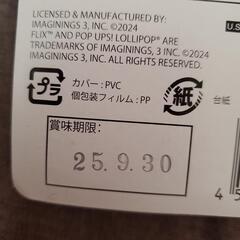 LICENSED & MANUFACTURED BY:
IMAGININGS 3, INC. ©2024
FLIX™ AND POP UPS! LOLLIPOP® ARE
TRADEMARKS OF IMAGININGS 3, INC. ©2024
IMAGININGS 3, INC. ALL RIGHTS RESERVED.
U.S
プラ
カバー：PVC
個包装フィルム：PP
紙
台紙
賞味期限：
25.9.30
4